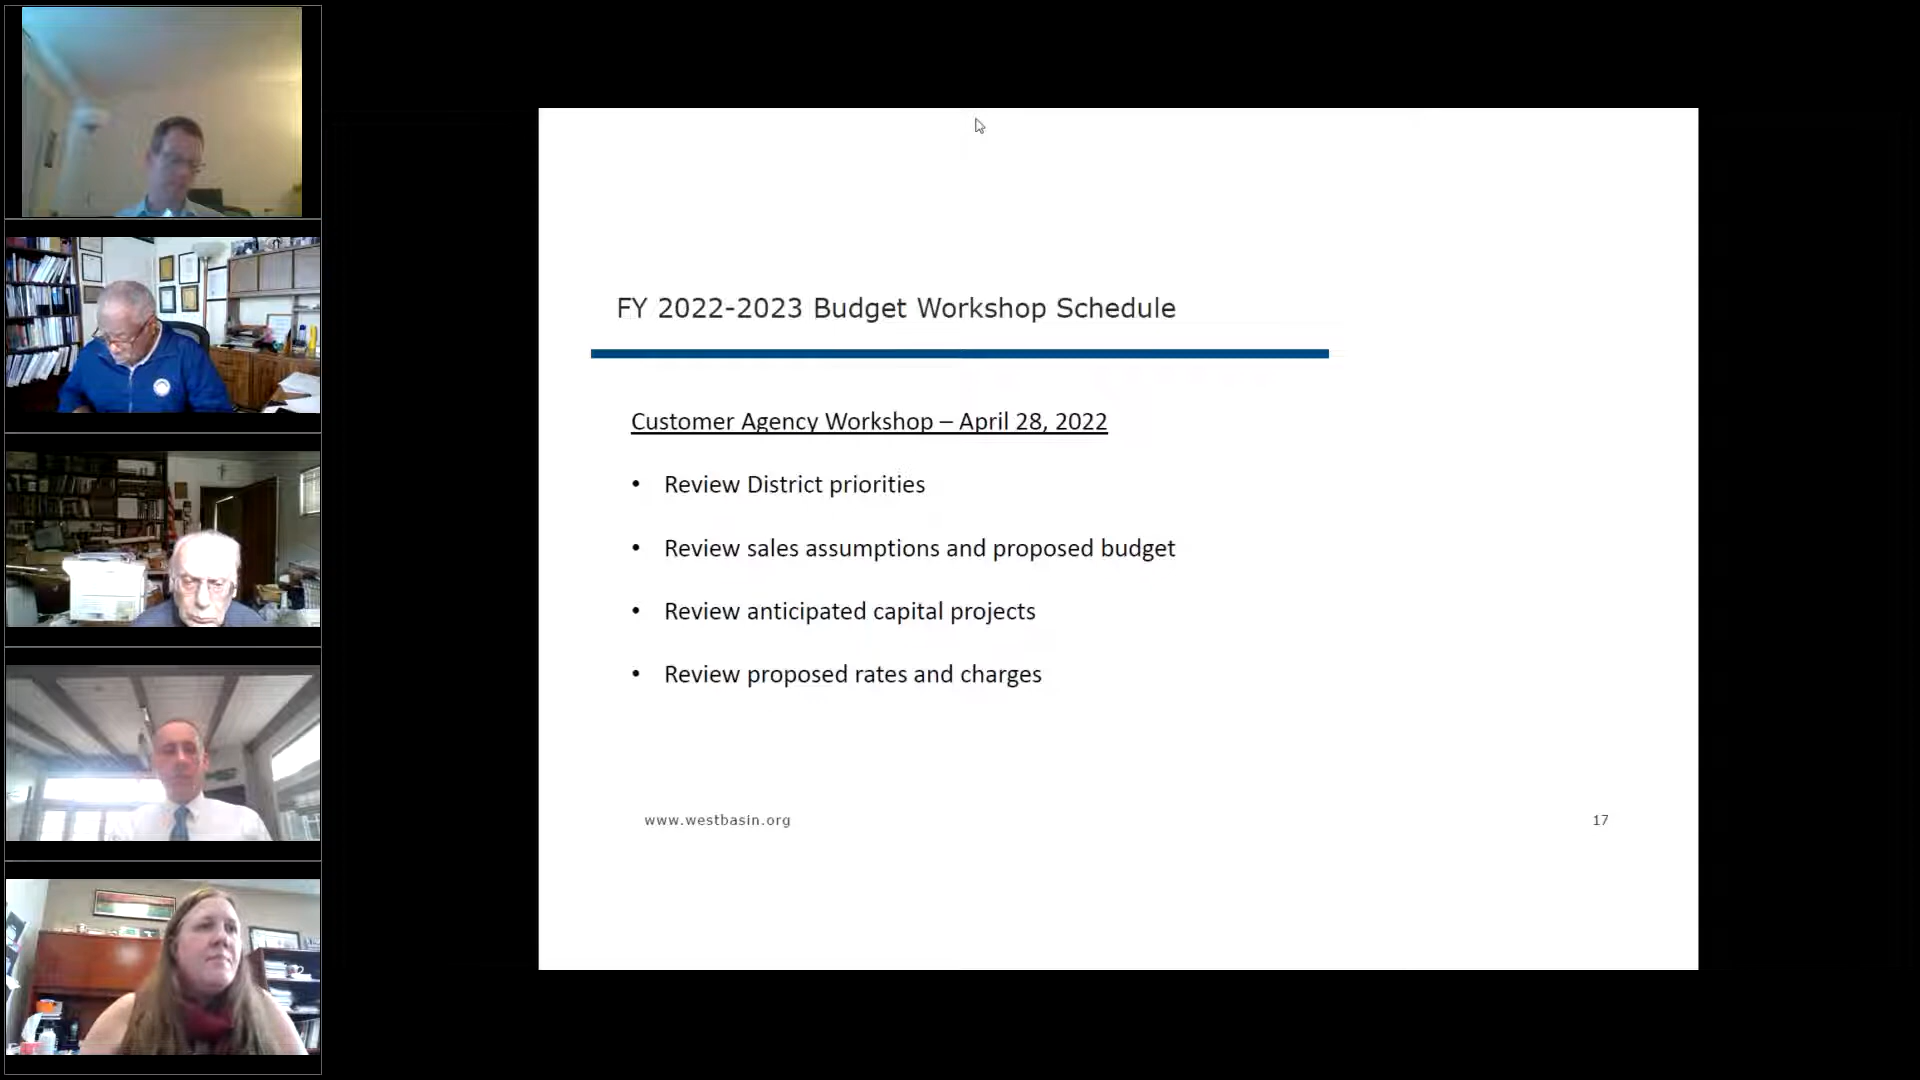 FY 2022-2023 Budget Workshop Schedule
Customer Agency Workshop – April 28, 2022
• Review District priorities
• Review sales assumptions and proposed budget
• Review anticipated capital projects
• Review proposed rates and charges
www.westbasin.org
17